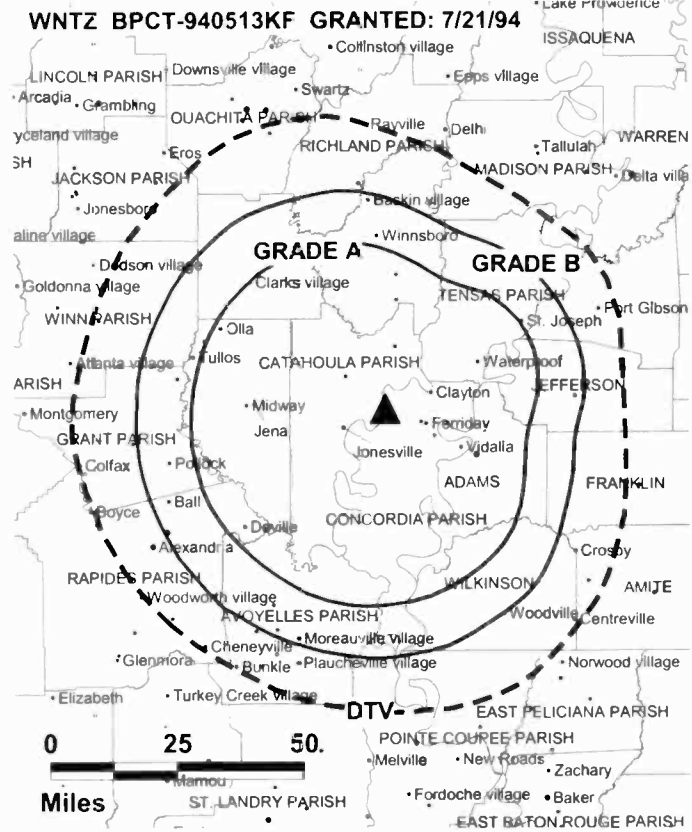 Lake Providence
WNTZ BPCT-940513KF GRANTED: 7/21/94
ISSAQUENA
Collinston village
LINCOLN PARISH
Downsville village
Epps village
Arcadia
Grambling
Swartz
OUACHITA PARISH
Rayville
Delhi
yceland village
WARREN
RICHLAND PARISH
Tallulah
Eros
SH
JACKSON PARISH
MADISON PARISH
Delta villa
Jonesboro
Baskin village
aline village
Winnsboro
GRADE A
GRADE B
Dodson village
Goldonna village
Clarks village
TENSAS PARISH
Port Gibson
WINN PARISH
St. Joseph
Olla
Atlanta village
Tullos
CATAHOULA PARISH
Waterproof
ARISH
JEFFERSON
Clayton
Montgomery
Midway
Ferriday
Jena
GRANT PARISH
Jonesville
Vidalia
Colfax
Pollock
ADAMS
FRANKLIN
Ball
Boyce
Deville
CONCORDIA PARISH
Alexandria
Crosby
RAPIDES PARISH
WILKINSON
AMITE
Woodworth village
AVOYELLES PARISH
Woodville
Centreville
Moreauville Village
Cheneyville
Glenmora
Bunkie
Plaucheville village
Norwood village
Elizabeth
Turkey Creek Village
DTV
EAST FELICIANA PARISH
0 25 50.
POINTE COUPEE PARISH
Melville
New Roads
Zachary
Mamou
Miles
ST. LANDRY PARISH
Fordoche village
Baker
EAST BATON ROUGE PARISH